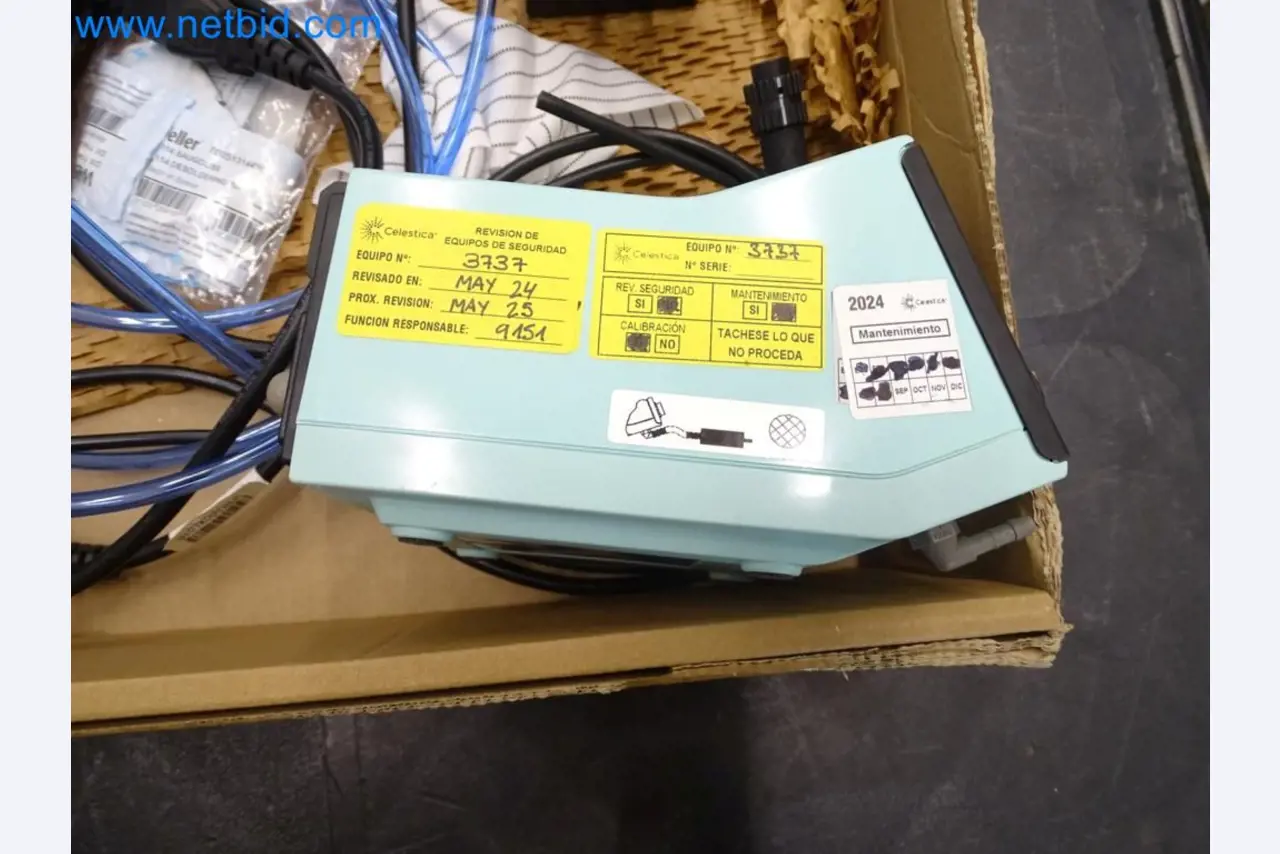 www.netbid.com
eller
Celestica
REVISION DE
EQUIPOS DE SEGURIDAD
EQUIPO Nº: 3737
REVISADO EN: MAY 24
PROX. REVISION: MAY 25
FUNCION RESPONSABLE: 9151
Celestica
EQUIPO Nº: 3737
Nº SERIE:
REV. SEGURIDAD
SI
MANTENIMIENTO
SI
CALIBRACIÓN
NO
TACHESE LO QUE
NO PROCEDA
2024 Celestica
Mantenimiento
SEP OCT NOV DIC